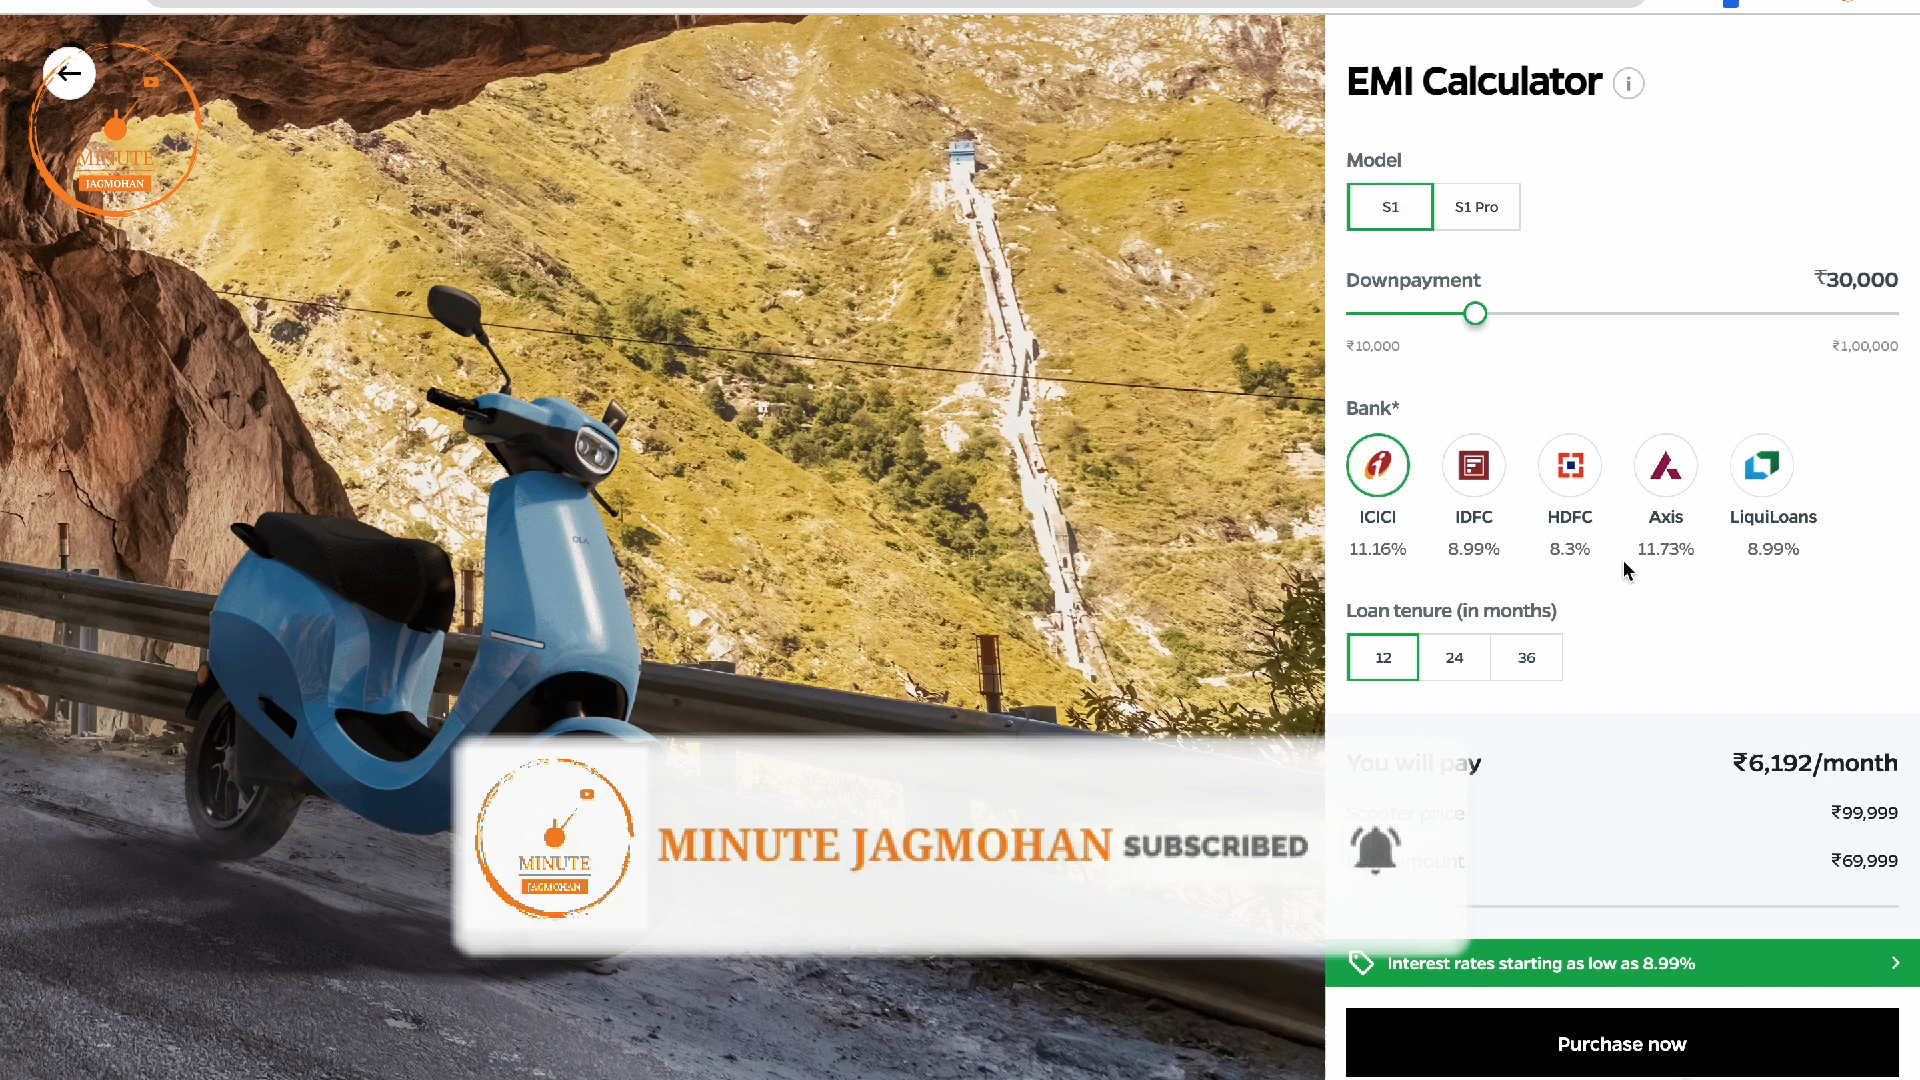 MINUTE
JAGMOHAN
EMI Calculator
i
Model
S1
S1 Pro
Downpayment
₹30,000
₹10,000
₹1,00,000
Bank*
ICICI
IDFC
HDFC
Axis
LiquiLoans
11.16%
8.99%
8.3%
11.73%
8.99%
Loan tenure (in months)
12
24
36
You will pay
₹6,192/month
Scooter price
₹99,999
₹69,999
OLA
MINUTE
JAGMOHAN
MINUTE JAGMOHAN SUBSCRIBED
Interest rates starting as low as 8.99%
Purchase now